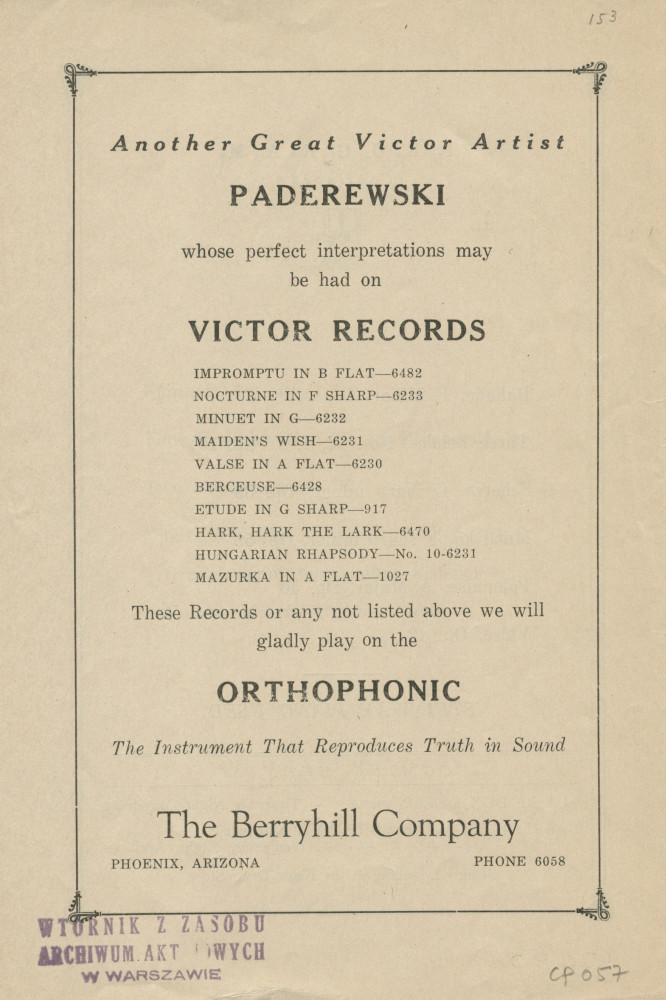 153
Another Great Victor Artist
PADEREWSKI
whose perfect interpretations may
be had on
VICTOR RECORDS
IMPROMPTU IN B FLAT—6482
NOCTURNE IN F SHARP—6233
MINUET IN G—6232
MAIDEN'S WISH—6231
VALSE IN A FLAT—6230
BERCEUSE—6428
ETUDE IN G SHARP—917
HARK, HARK THE LARK—6470
HUNGARIAN RHAPSODY—No. 10-6231
MAZURKA IN A FLAT—1027
These Records or any not listed above we will
gladly play on the
ORTHOPHONIC
The Instrument That Reproduces Truth in Sound
The Berryhill Company
PHOENIX, ARIZONA PHONE 6058
WTÓRNIK Z ZASOBU
ARCHIWUM AKT
W WARSZAWIE
CP 057